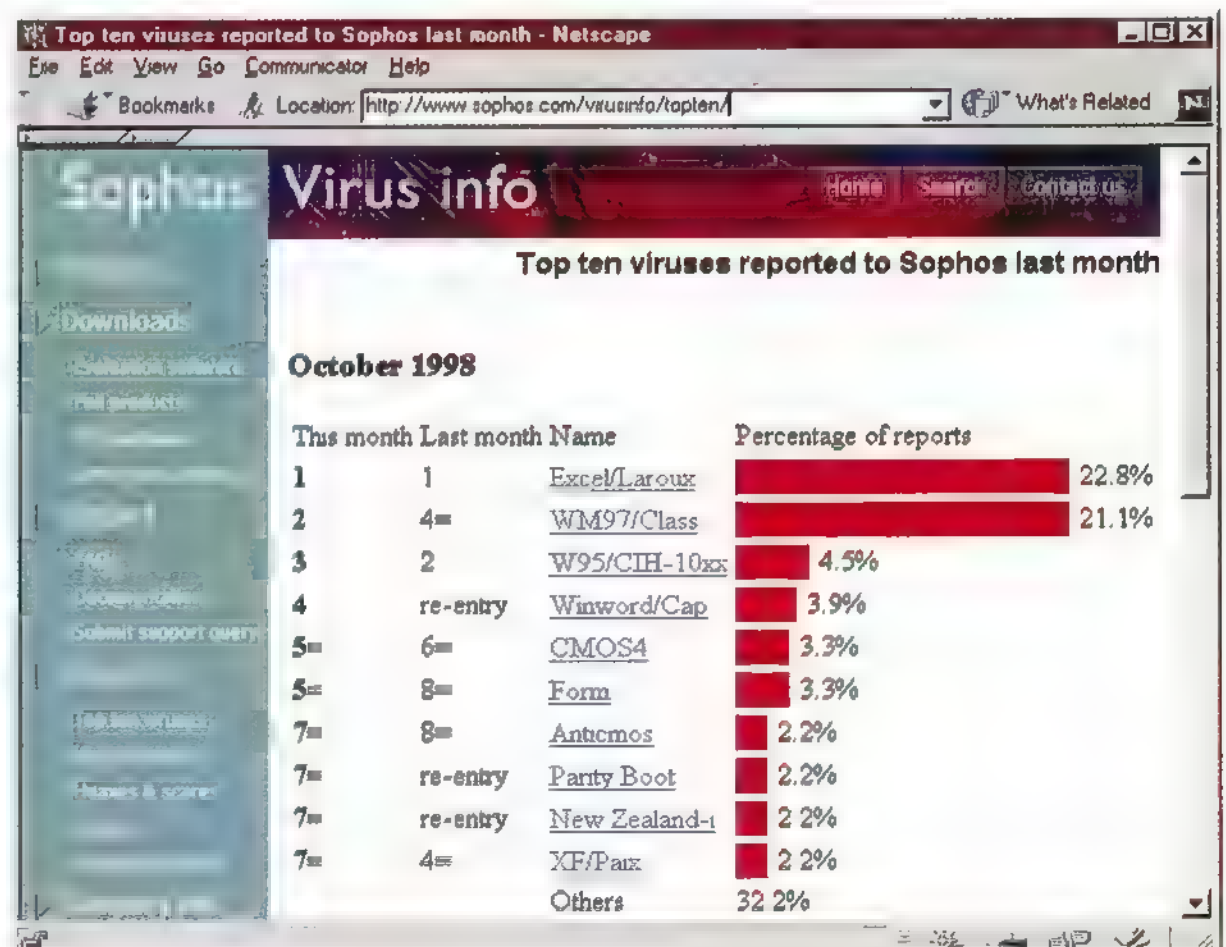 Top ten viruses reported to Sophos last month - Netscape
File Edit View Go Communicator Help
Bookmarks Location: http://www.sophos.com/virusinfo/topten/ What's Related
Sophos Virus info Home Search Contact us
Top ten viruses reported to Sophos last month
Downloads
Submit support query
October 1998
This month Last month Name Percentage of reports
1 1 Excel/Laroux 22.8%
2 4= WM97/Class 21.1%
3 2 W95/CIH-10xx 4.5%
4 re-entry Winword/Cap 3.9%
5= 6= CMOS4 3.3%
5= 8= Form 3.3%
7= 8= Anticmos 2.2%
7= re-entry Parity Boot 2.2%
7= re-entry New Zealand-i 2.2%
7= 4= XF/Paix 2.2%
Others 32.2%